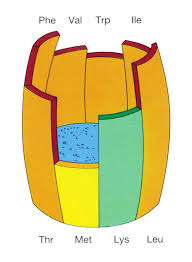 Phe Val Trp Ile
Thr Met Lys Leu